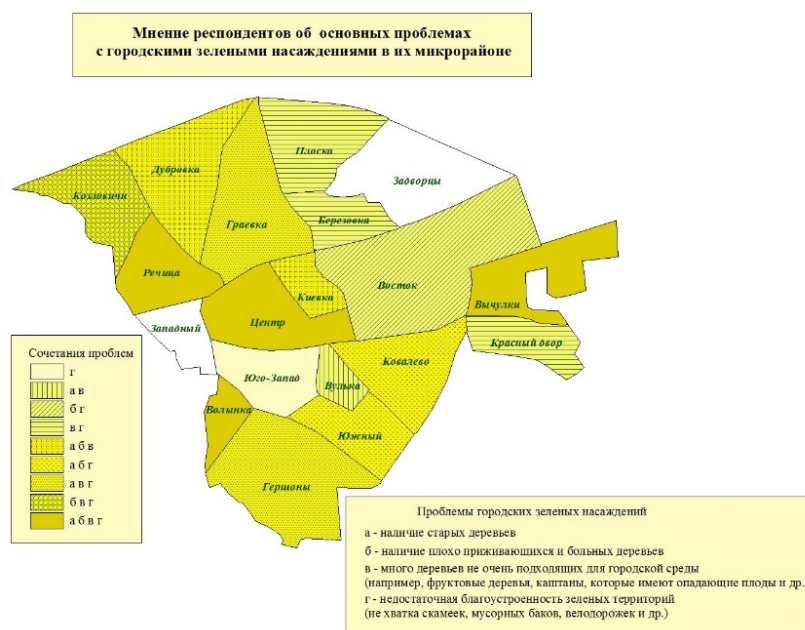 Мнение респондентов об основных проблемах
с городскими зелеными насаждениями в их микрорайоне
Плоска
Дубровка
Задворцы
Козловичи
Березовка
Граевка
Речица
Восток
Киевка
Вычулки
Центр
Западный
Красный двор
Ковалево
Юго-Запад
Вулька
Волынка
Южный
Гершоны
Сочетания проблем
г
а в
б г
в г
а б в
а б г
а в г
б в г
а б в г
Проблемы городских зеленых насаждений
а - наличие старых деревьев
б - наличие плохо приживающихся и больных деревьев
в - много деревьев не очень подходящих для городской среды
(например, фруктовые деревья, каштаны, которые имеют опадающие плоды и др.
г - недостаточная благоустроенность зеленых территорий
(не хватка скамеек, мусорных баков, велодорожек и др.)